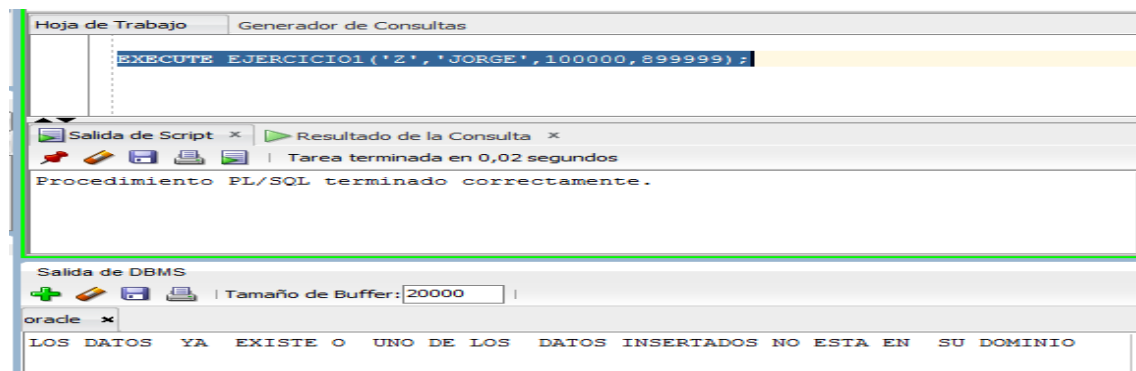 Hoja de Trabajo Generador de Consultas
EXECUTE EJERCICIO1('Z','JORGE',100000,899999);
Salida de Script × Resultado de la Consulta ×
Tarea terminada en 0,02 segundos
Procedimiento PL/SQL terminado correctamente.
Salida de DBMS
Tamaño de Buffer: 20000
oracle ×
LOS DATOS YA EXISTE O UNO DE LOS DATOS INSERTADOS NO ESTA EN SU DOMINIO